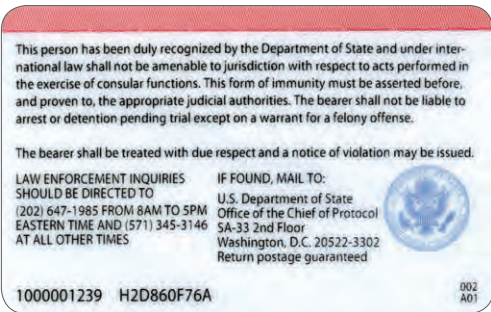 This person has been duly recognized by the Department of State and under inter-
national law shall not be amenable to jurisdiction with respect to acts performed in
the exercise of consular functions. This form of immunity must be asserted before,
and proven to, the appropriate judicial authorities. The bearer shall not be liable to
arrest or detention pending trial except on a warrant for a felony offense.
The bearer shall be treated with due respect and a notice of violation may be issued.
LAW ENFORCEMENT INQUIRIES
SHOULD BE DIRECTED TO
(202) 647-1985 FROM 8AM TO 5PM
EASTERN TIME AND (571) 345-3146
AT ALL OTHER TIMES
IF FOUND, MAIL TO:
U.S. Department of State
Office of the Chief of Protocol
SA-33 2nd Floor
Washington, D.C. 20522-3302
Return postage guaranteed
1000001239 H2D860F76A
002
A01